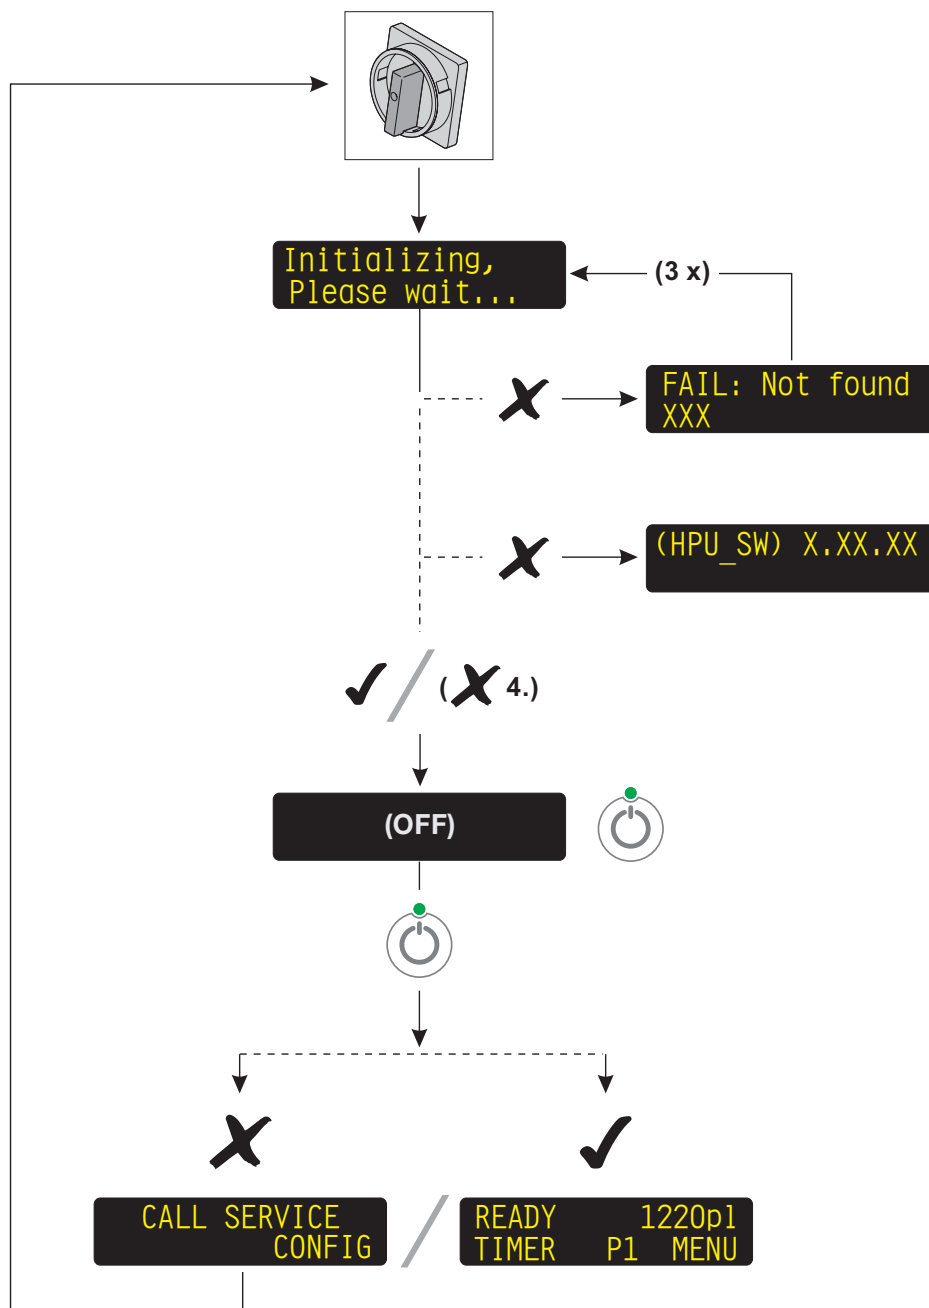 Initializing,
Please wait...
(3 x)
FAIL: Not found
XXX
(HPU_SW) X.XX.XX
( 4.)
(OFF)
CALL SERVICE
CONFIG
READY 1220pl
TIMER P1 MENU